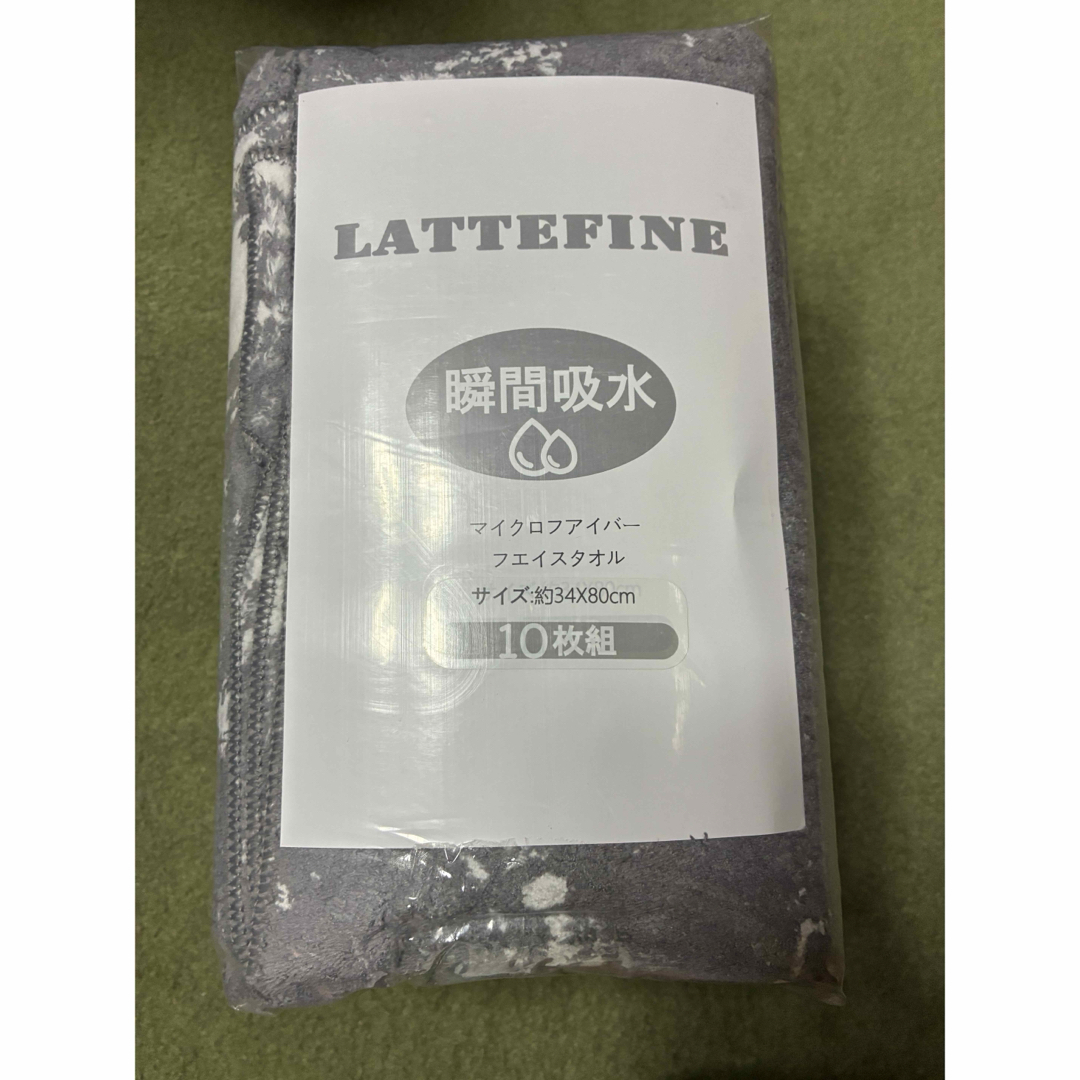 LATTEFINE
瞬間吸水
マイクロフアイバー
フエイスタオル
サイズ:約34X80cm
10枚組